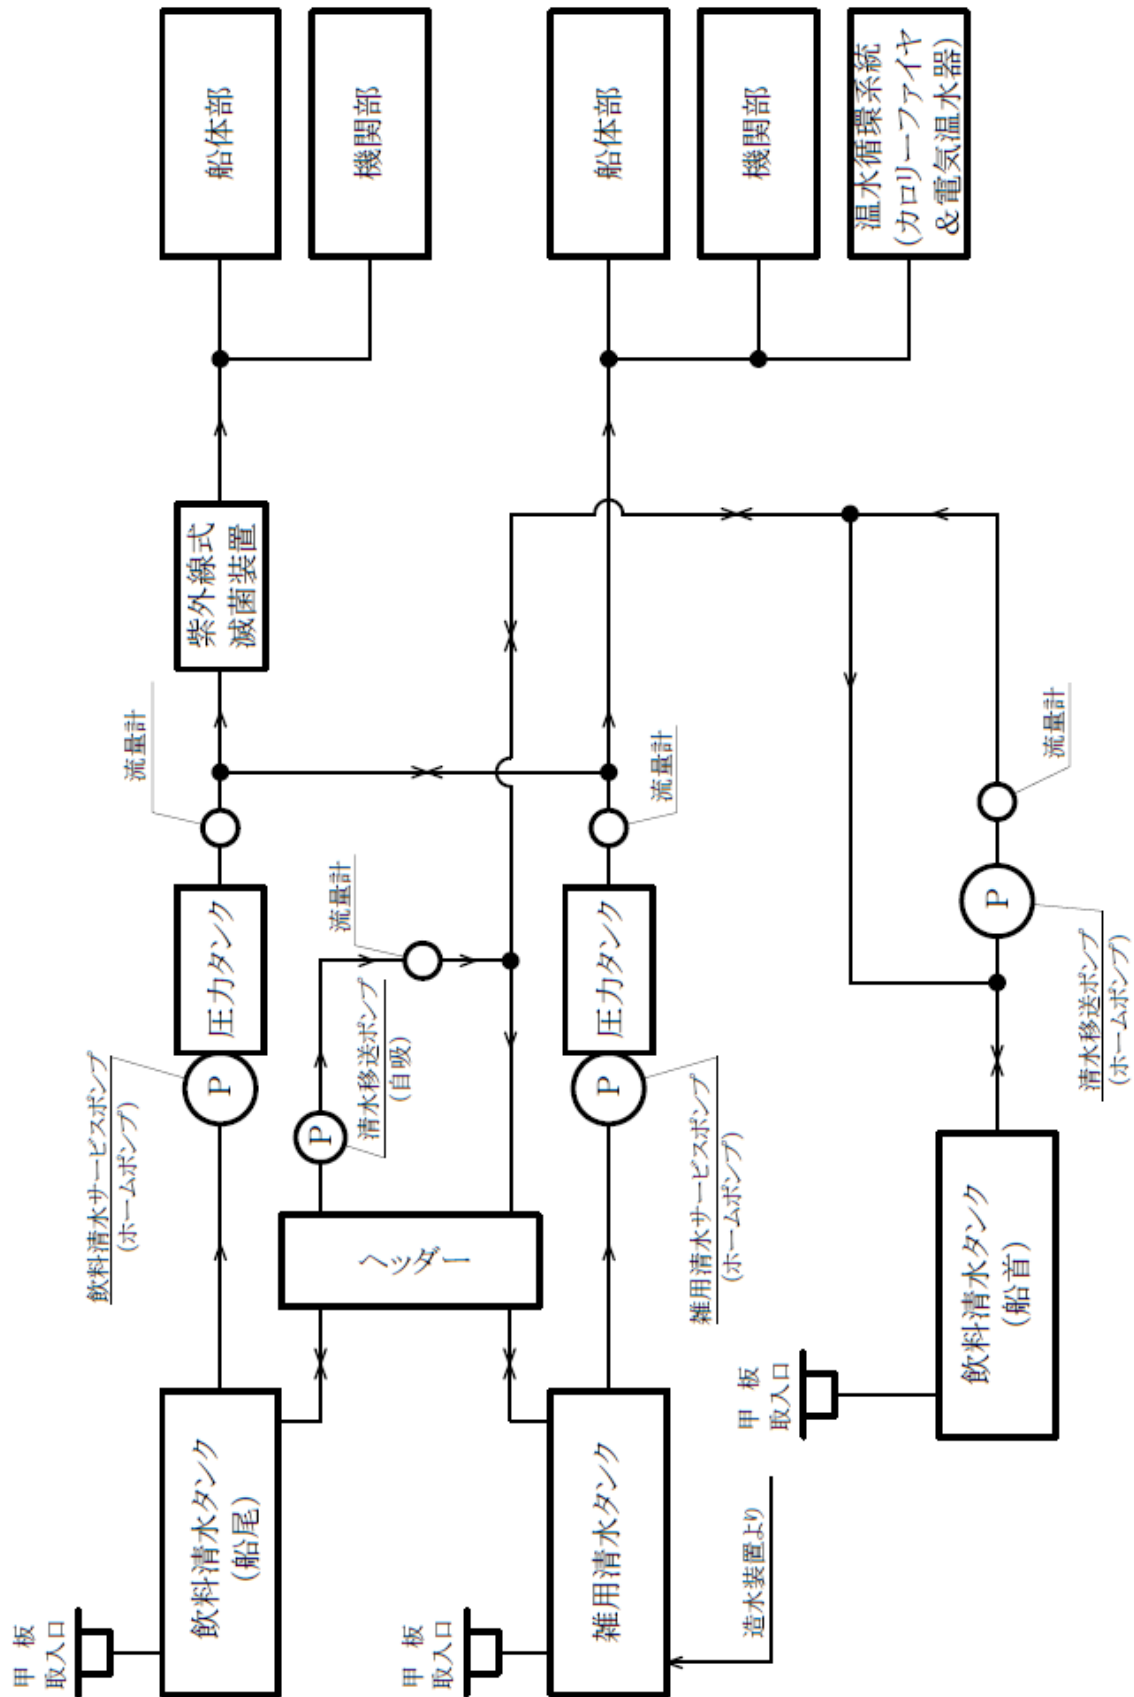 甲 板
取入口
飲料清水タンク
(船尾)
飲料清水サービスポンプ
(ホームポンプ)
P
圧力タンク
流量計
紫外線式
滅菌装置
船体部
機関部
ヘッダー
P
清水移送ポンプ
(自吸)
流量計
甲 板
取入口
雑用清水タンク
造水装置より
雑用清水サービスポンプ
(ホームポンプ)
P
圧力タンク
流量計
船体部
機関部
温水循環系統
(カロリーファイヤ
&電気温水器)
甲 板
取入口
飲料清水タンク
(船首)
清水移送ポンプ
(ホームポンプ)
P
流量計